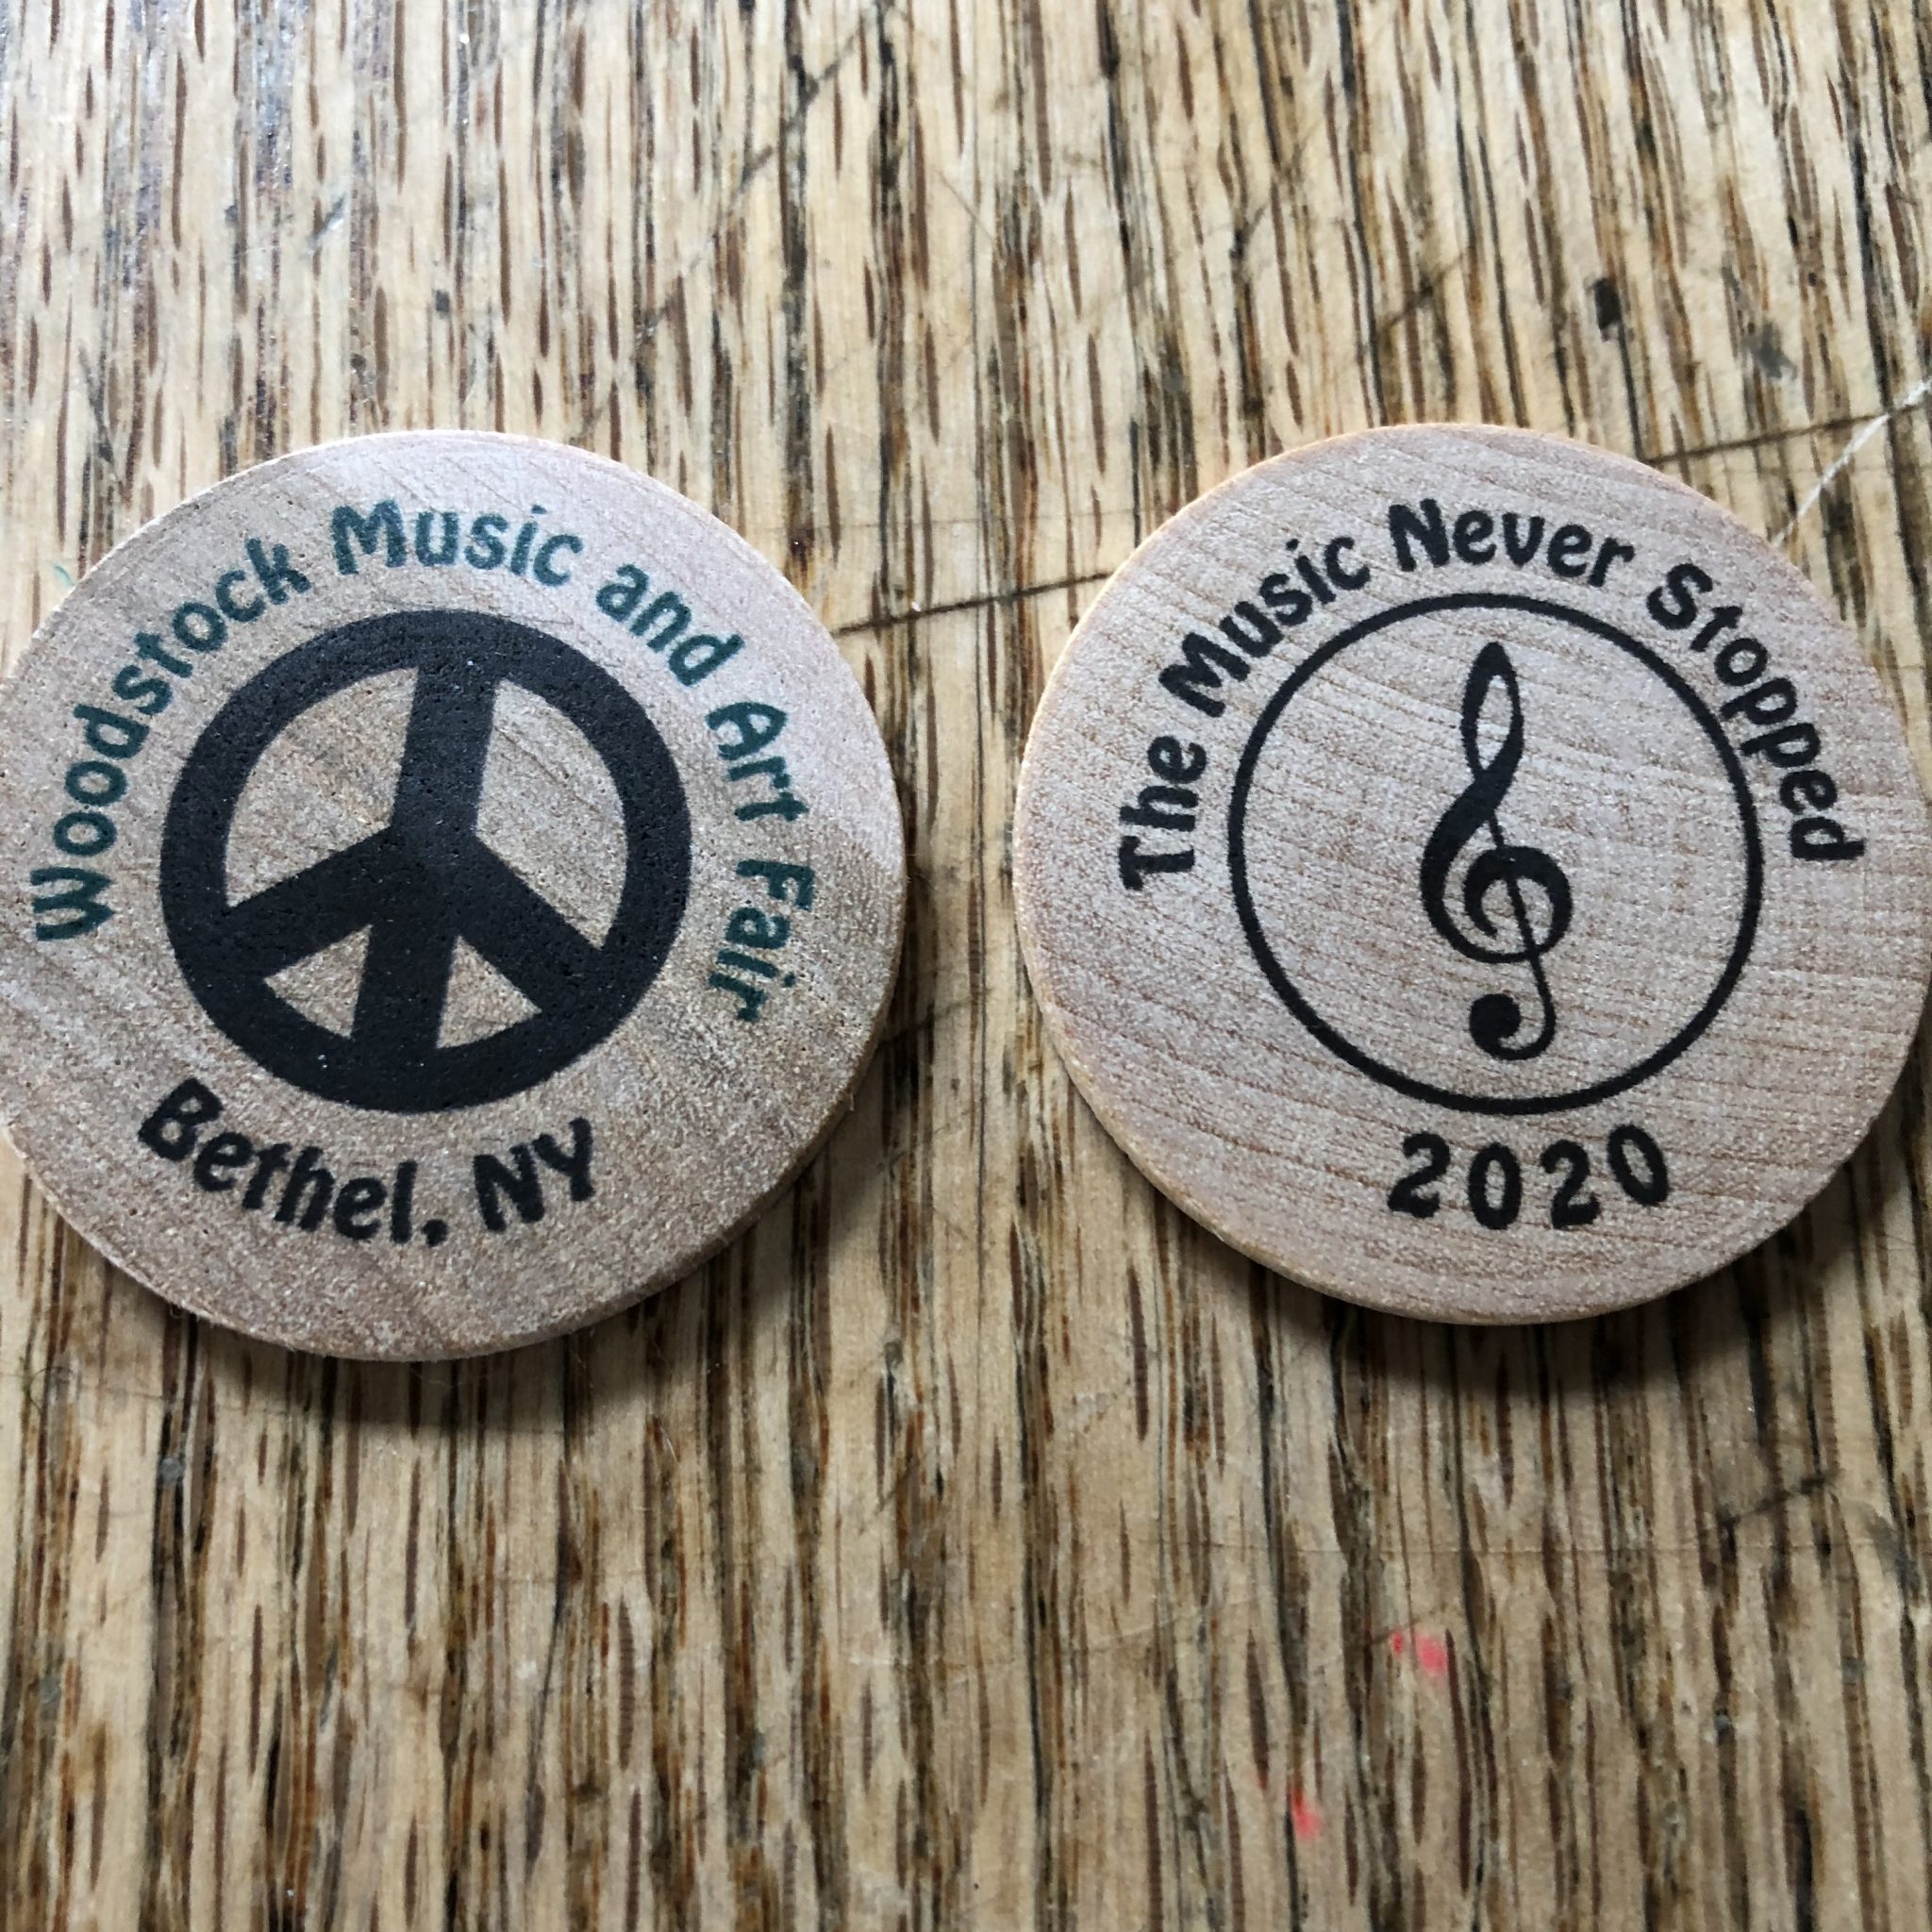 Woodstock Music and Art Fair
Bethel, NY
The Music Never Stopped
2020